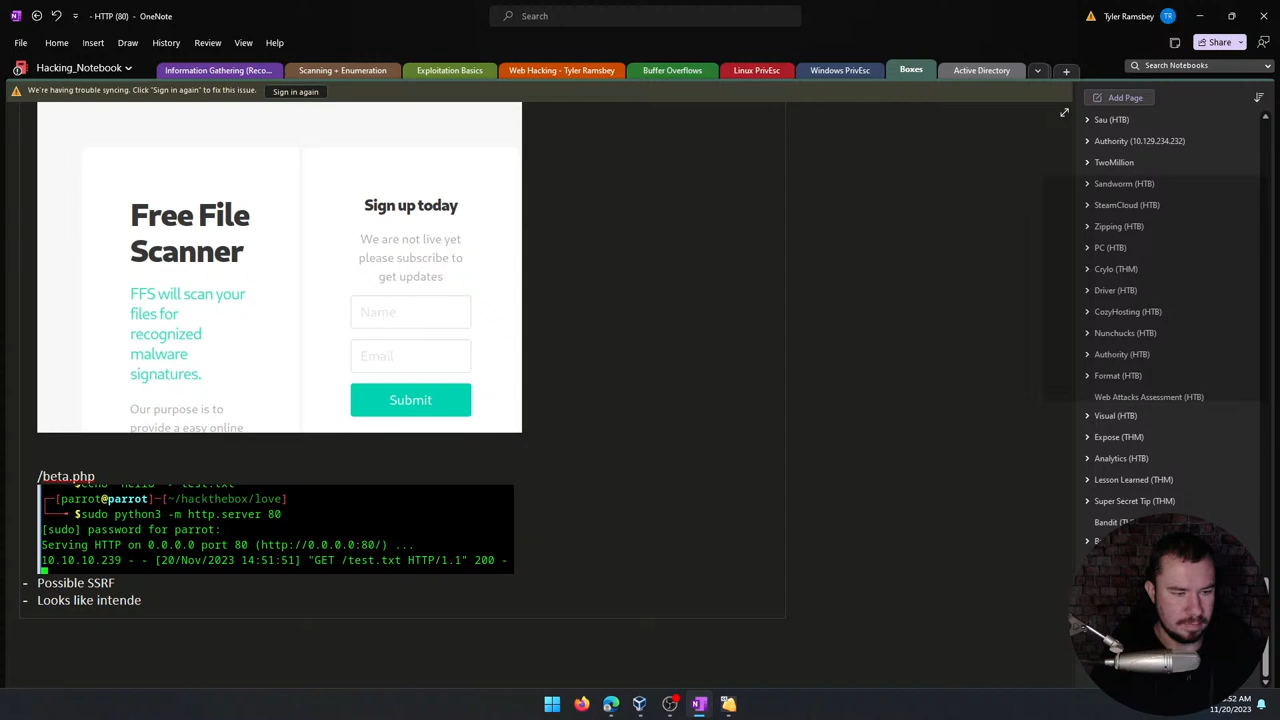 - HTTP (80) - OneNote
Search
Tyler Ramsbey
TR
File
Home
Insert
Draw
History
Review
View
Help
Share
Hacking_Notebook
Information Gathering (Reco...
Scanning + Enumeration
Exploitation Basics
Web Hacking - Tyler Ramsbey
Buffer Overflows
Linux PrivEsc
Windows PrivEsc
Boxes
Active Directory
Search Notebooks
We're having trouble syncing. Click "Sign in again" to fix this issue.
Sign in again
Free File
Scanner
FFS will scan your
files for
recognized
malware
signatures.
Our purpose is to
provide a easy online
Sign up today
We are not live yet
please subscribe to
get updates
Name
Email
Submit
/beta.php
┌─[parrot@parrot]─[~/hackthebox/love]
└──╼ $sudo python3 -m http.server 80
[sudo] password for parrot:
Serving HTTP on 0.0.0.0 port 80 (http://0.0.0.0:80/) ...
10.10.10.239 - - [20/Nov/2023 14:51:51] "GET /test.txt HTTP/1.1" 200 -
- Possible SSRF
- Looks like intende
Add Page
Sau (HTB)
Authority (10.129.234.232)
TwoMillion
Sandworm (HTB)
SteamCloud (HTB)
Zipping (HTB)
PC (HTB)
Crylo (THM)
Driver (HTB)
CozyHosting (HTB)
Nunchucks (HTB)
Authority (HTB)
Format (HTB)
Web Attacks Assessment (HTB)
Visual (HTB)
Expose (THM)
Analytics (HTB)
Lesson Learned (THM)
Super Secret Tip (THM)
Bandit (TH
:52 AM
11/20/2023